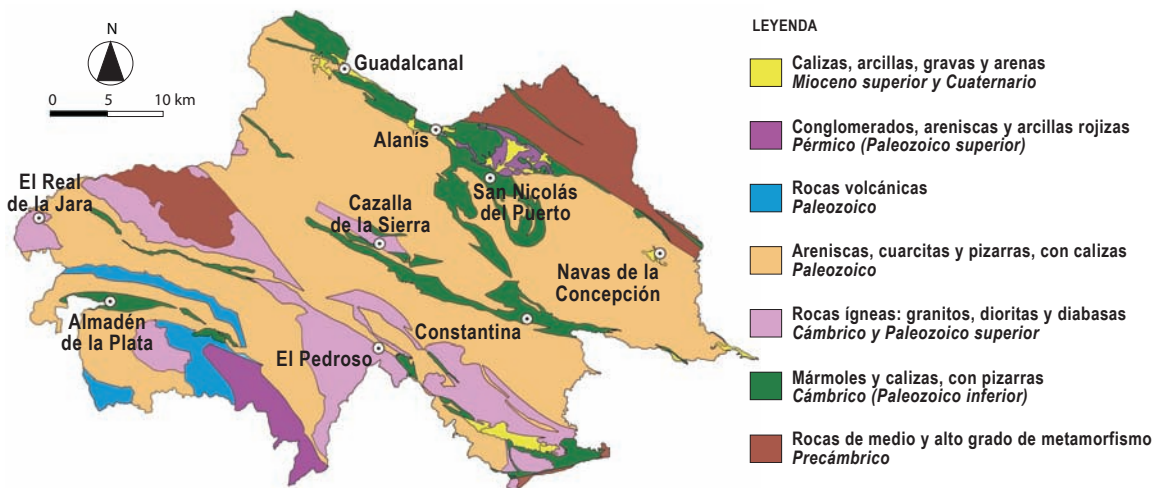 N
0 5 10 km
Guadalcanal
Alanís
El Real
de la Jara
San Nicolás
del Puerto
Cazalla
de la Sierra
Navas de la
Concepción
Almadén
de la Plata
Constantina
El Pedroso
LEYENDA
Calizas, arcillas, gravas y arenas
Mioceno superior y Cuaternario
Conglomerados, areniscas y arcillas rojizas
Pérmico (Paleozoico superior)
Rocas volcánicas
Paleozoico
Areniscas, cuarcitas y pizarras, con calizas
Paleozoico
Rocas ígneas: granitos, dioritas y diabasas
Cámbrico y Paleozoico superior
Mármoles y calizas, con pizarras
Cámbrico (Paleozoico inferior)
Rocas de medio y alto grado de metamorfismo
Precámbrico